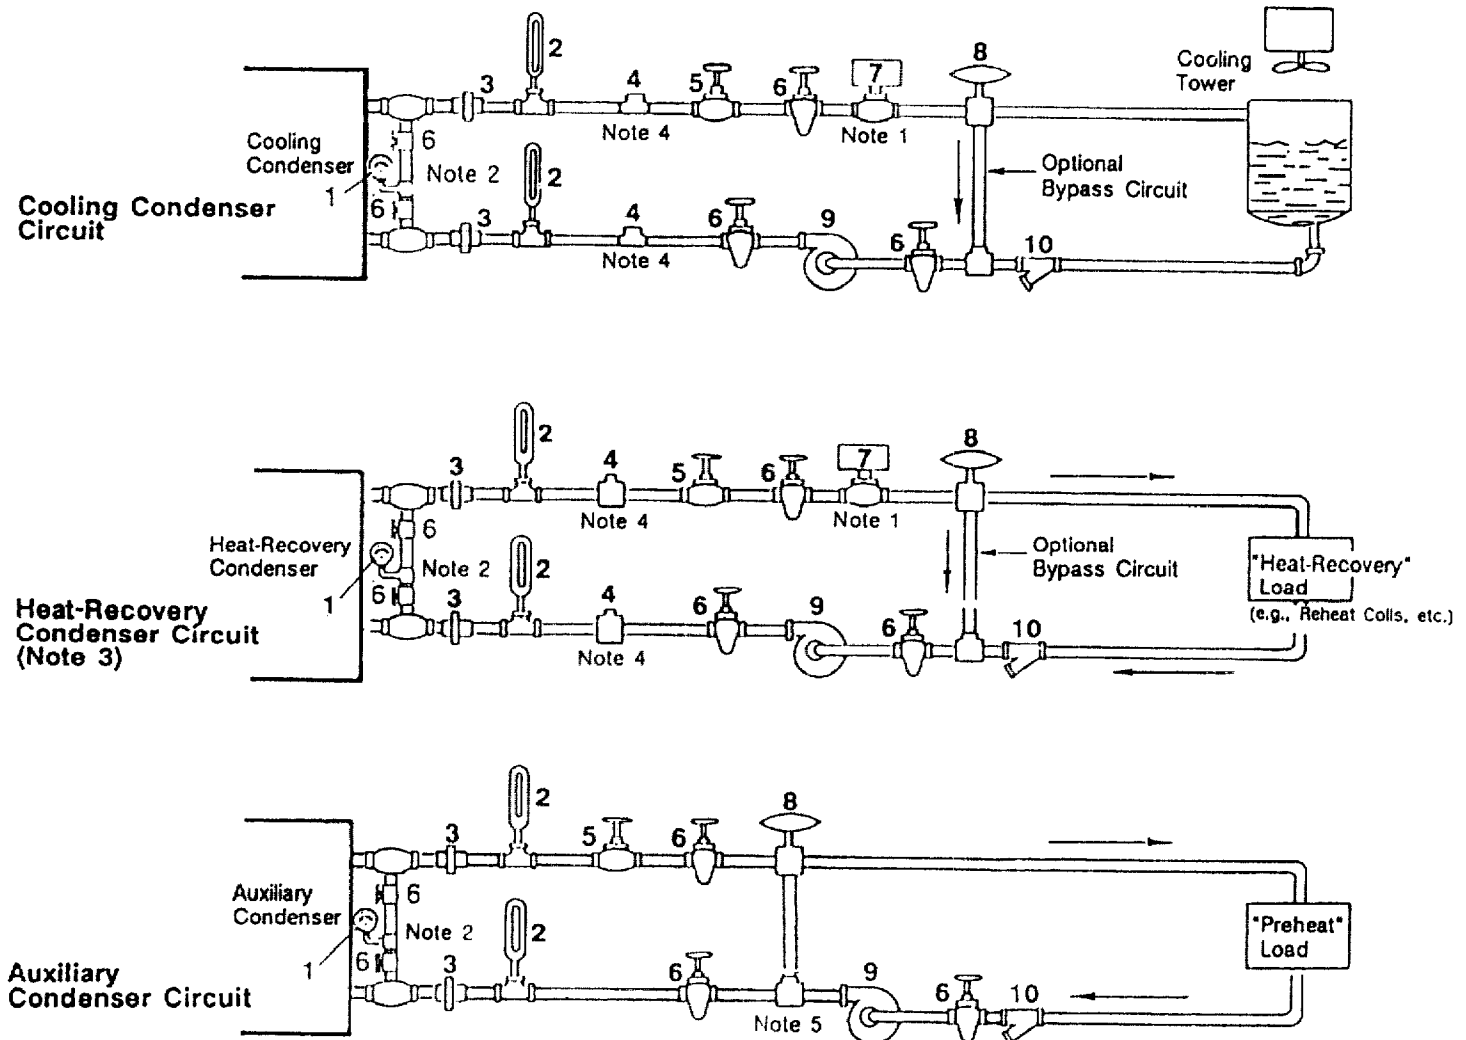 2
8
Cooling
Tower
3
4
5
6
7
Note 4
Note 1
Cooling
Condenser
6
Note 2
2
Optional
Bypass Circuit
1
6
Cooling Condenser
Circuit
3
4
6
9
6
10
Note 4
2
8
3
4
5
6
7
Note 4
Note 1
6
Heat-Recovery
Condenser
Note 2
2
Optional
Bypass Circuit
"Heat-Recovery"
Load
(e.g., Reheat Coils, etc.)
1
6
Heat-Recovery
Condenser Circuit
(Note 3)
3
4
6
9
6
10
Note 4
2
8
3
5
6
6
Auxiliary
Condenser
Note 2
2
"Preheat"
Load
1
6
Auxiliary
Condenser Circuit
3
6
9
6
10
Note 5